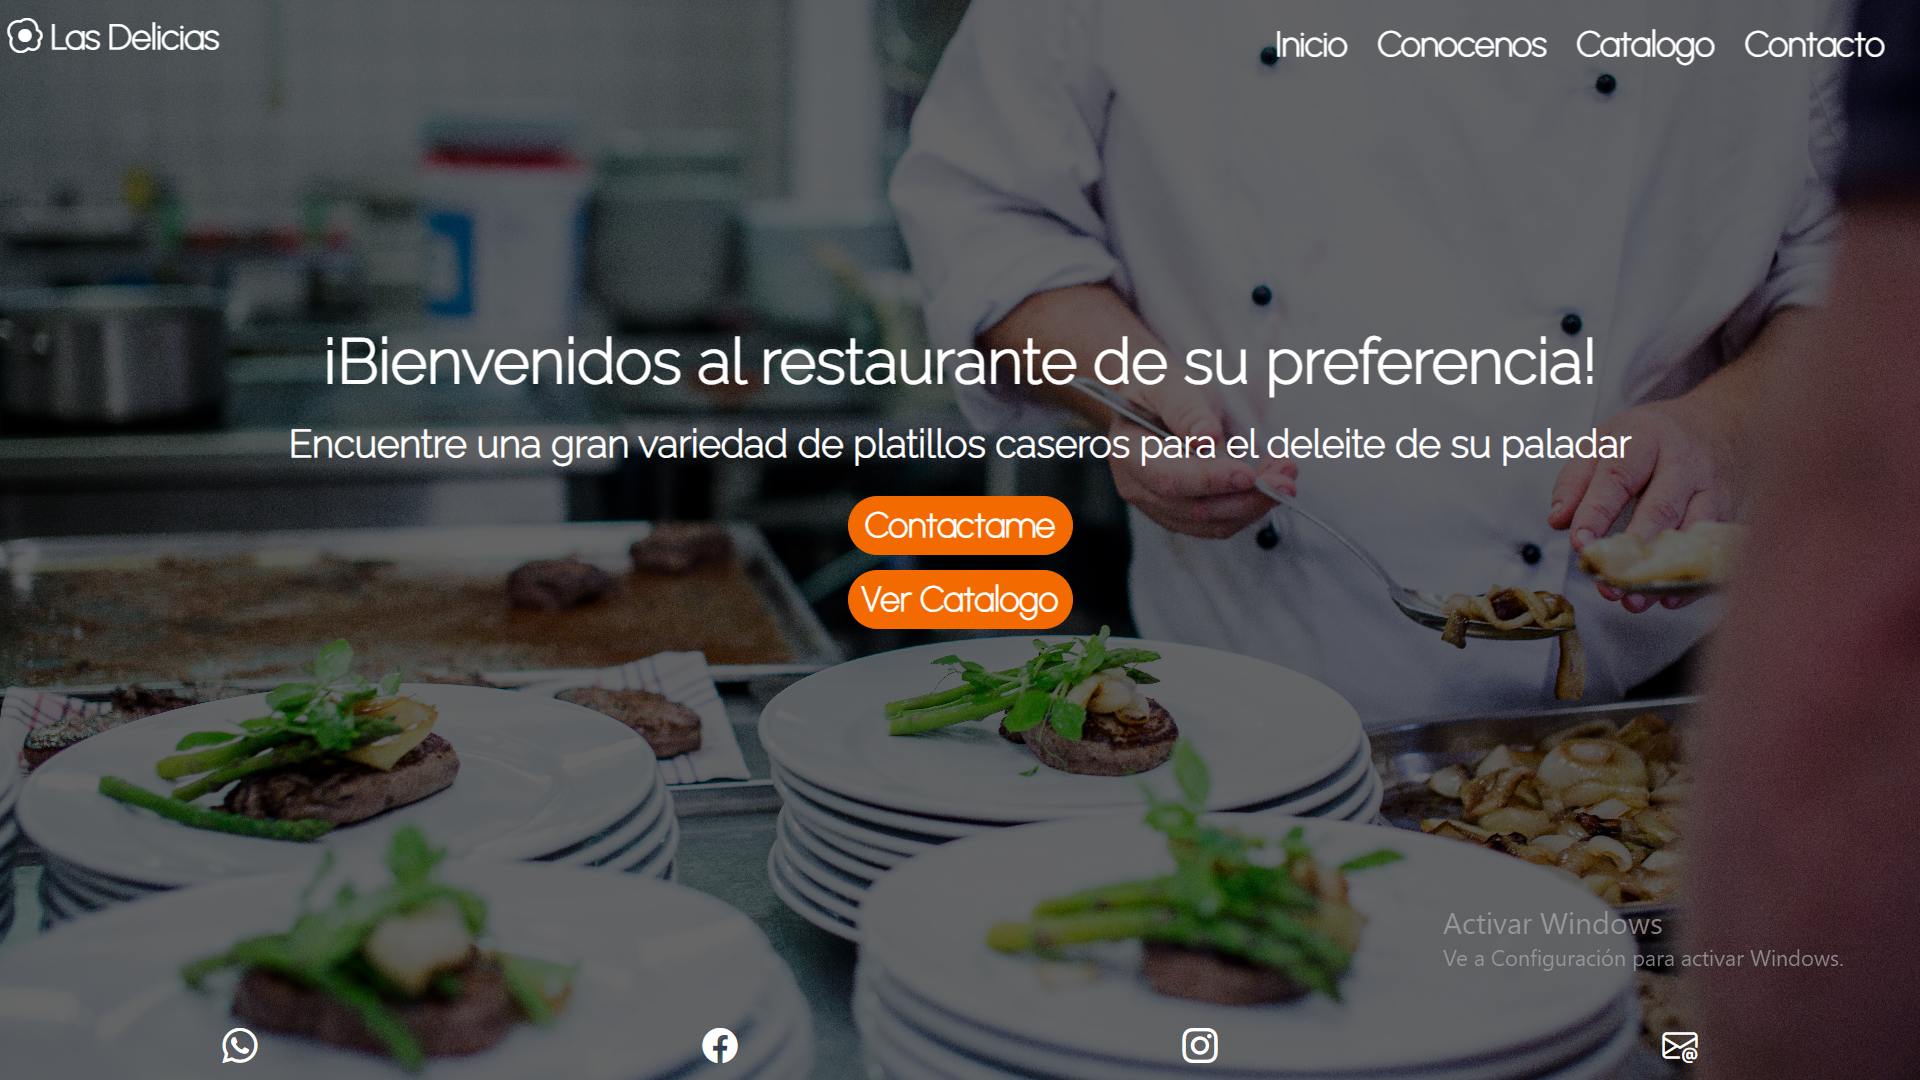 Las Delicias
Inicio Conocenos Catalogo Contacto
¡Bienvenidos al restaurante de su preferencia!
Encuentre una gran variedad de platillos caseros para el deleite de su paladar
Contactame
Ver Catalogo
Activar Windows
Ve a Configuración para activar Windows.